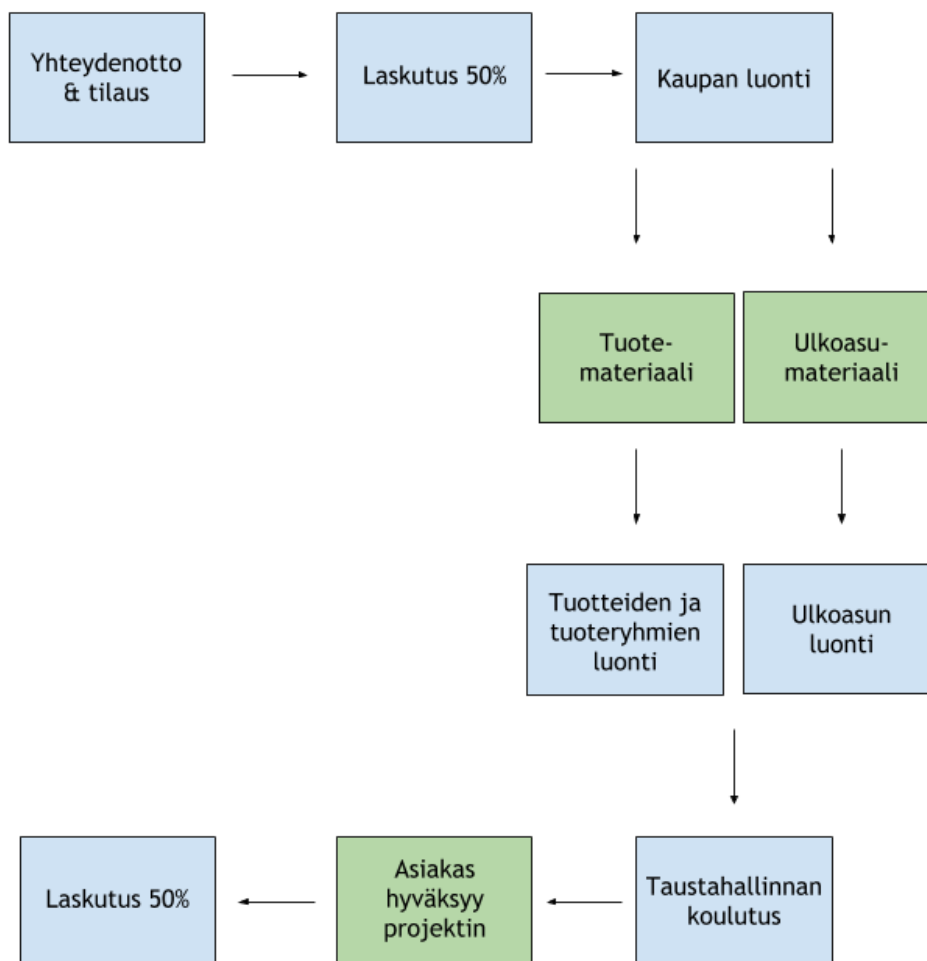 Yhteydenotto
& tilaus
Laskutus 50%
Kaupan luonti
Tuote-
materiaali
Ulkoasu-
materiaali
Tuotteiden ja
tuoteryhmien
luonti
Ulkoasun
luonti
Laskutus 50%
Asiakas
hyväksyy
projektin
Taustahallinnan
koulutus